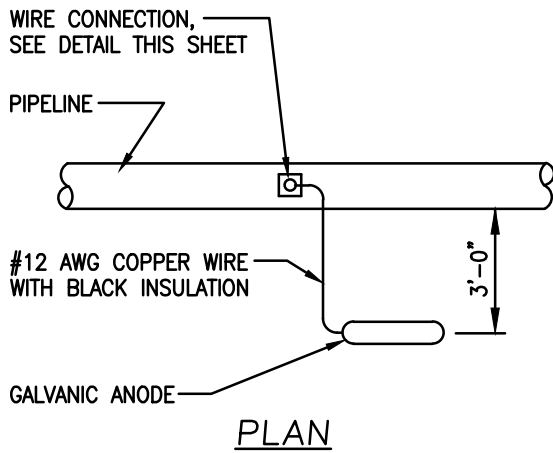 WIRE CONNECTION,
SEE DETAIL THIS SHEET
PIPELINE
#12 AWG COPPER WIRE
WITH BLACK INSULATION
3'-0"
GALVANIC ANODE
PLAN